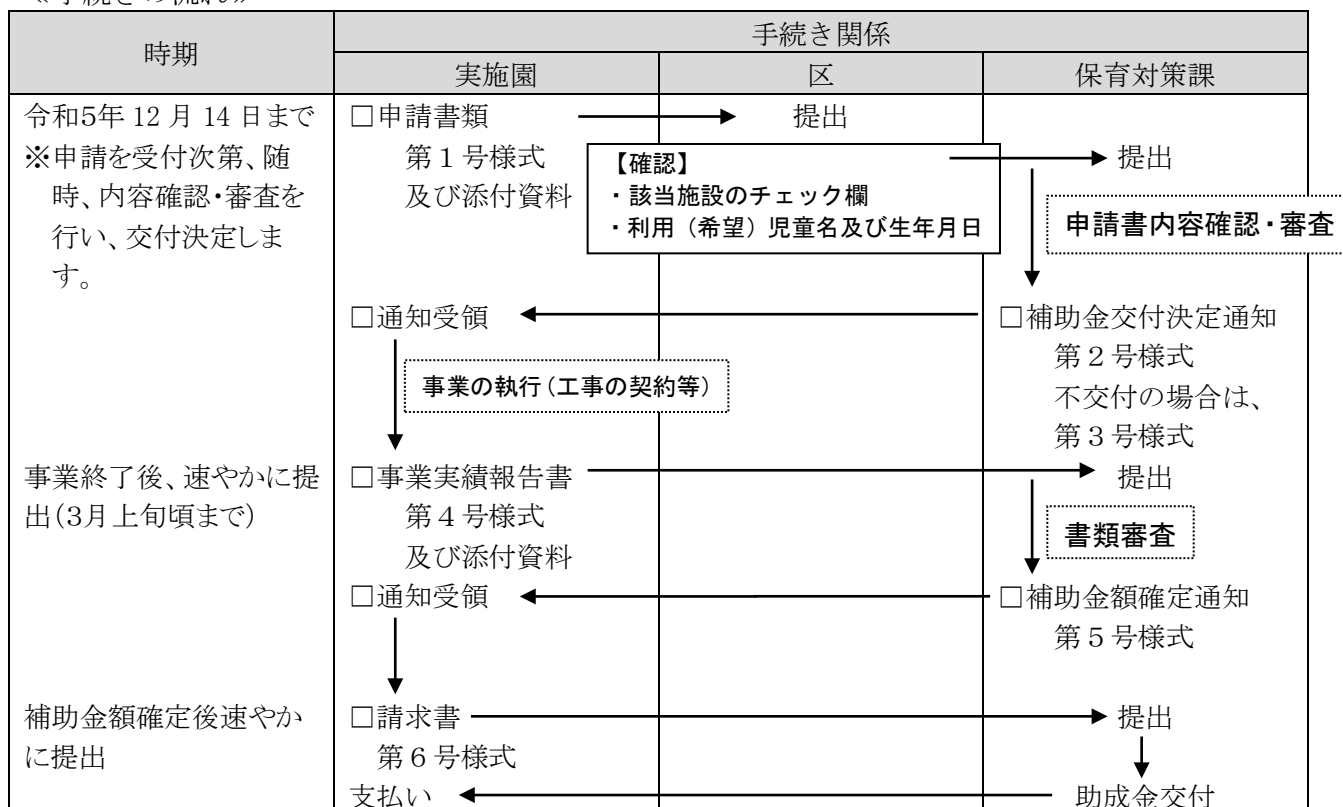 ≪手続きの流れ≫
時期
手続き関係
実施園
区
保育対策課
令和5年 12 月 14 日まで
※申請を受付次第、随
時、内容確認・審査を
行い、交付決定しま
す。
□申請書類
第１号様式
及び添付資料
提出
【確認】
・該当施設のチェック欄
・利用（希望）児童名及び生年月日
提出
申請書内容確認・審査
□通知受領
□補助金交付決定通知
第２号様式
不交付の場合は、
第３号様式
事業の執行（工事の契約等）
事業終了後、速やかに提
出（3月上旬頃まで）
□事業実績報告書
第４号様式
及び添付資料
提出
書類審査
□通知受領
□補助金額確定通知
第５号様式
補助金額確定後速やか
に提出
□請求書
第６号様式
提出
支払い
助成金交付